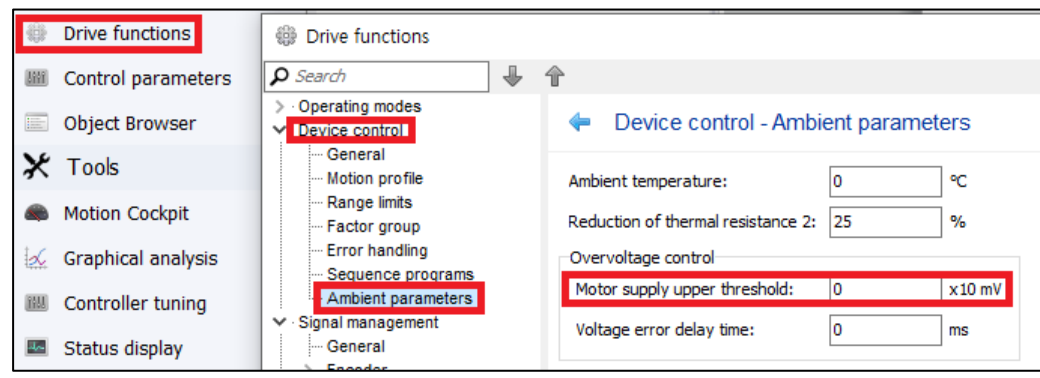 Drive functions
Control parameters
Object Browser
Tools
Motion Cockpit
Graphical analysis
Controller tuning
Status display
Drive functions
Search
Operating modes
Device control
General
Motion profile
Range limits
Factor group
Error handling
Sequence programs
Ambient parameters
Signal management
General
Encoder
Device control - Ambient parameters
Ambient temperature: 0 °C
Reduction of thermal resistance 2: 25 %
Overvoltage control
Motor supply upper threshold: 0 x10 mV
Voltage error delay time: 0 ms